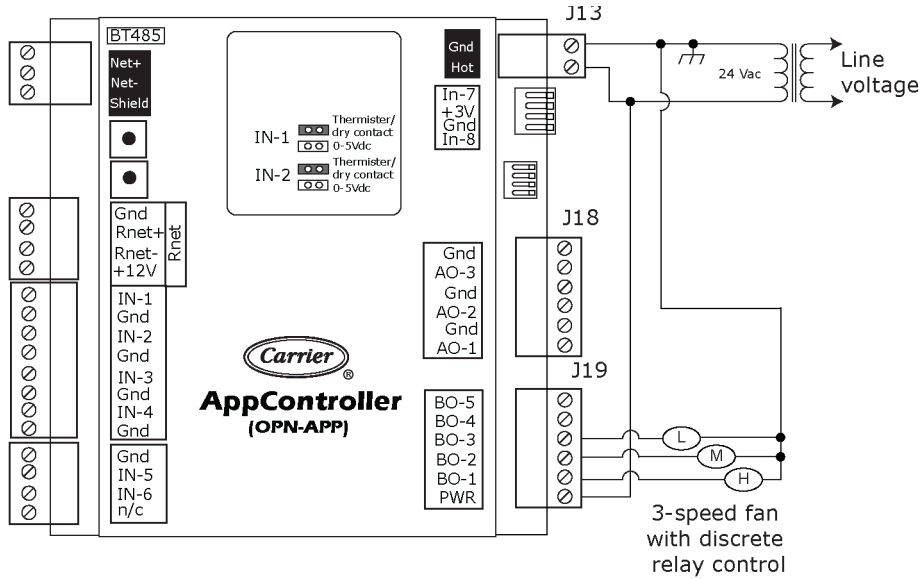 J13
BT485
Net+
Net-
Shield
Gnd
Hot
In-7
+3V
Gnd
In-8
24 Vac
Line
voltage
IN-1
Thermister/
dry contact
0-5Vdc
IN-2
Thermister/
dry contact
0-5Vdc
Gnd
Rnet+
Rnet-
+12V
Rnet
J18
Gnd
AO-3
Gnd
AO-2
Gnd
AO-1
IN-1
Gnd
IN-2
Gnd
IN-3
Gnd
IN-4
Gnd
Carrier
®
AppController
(OPN-APP)
J19
BO-5
BO-4
BO-3
BO-2
BO-1
PWR
L
M
H
Gnd
IN-5
IN-6
n/c
3-speed fan
with discrete
relay control